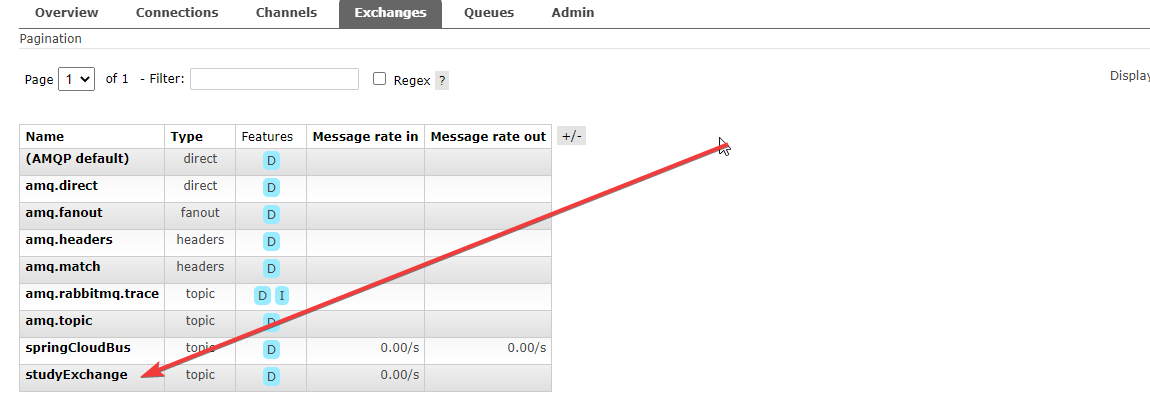 Overview Connections Channels Exchanges Queues Admin
Pagination
Page 1 of 1 - Filter: Regex ?
Display
Name Type Features Message rate in Message rate out +/-
(AMQP default) direct D
amq.direct direct D
amq.fanout fanout D
amq.headers headers D
amq.match headers D
amq.rabbitmq.trace topic D I
amq.topic topic D
springCloudBus topic D 0.00/s 0.00/s
studyExchange topic D 0.00/s